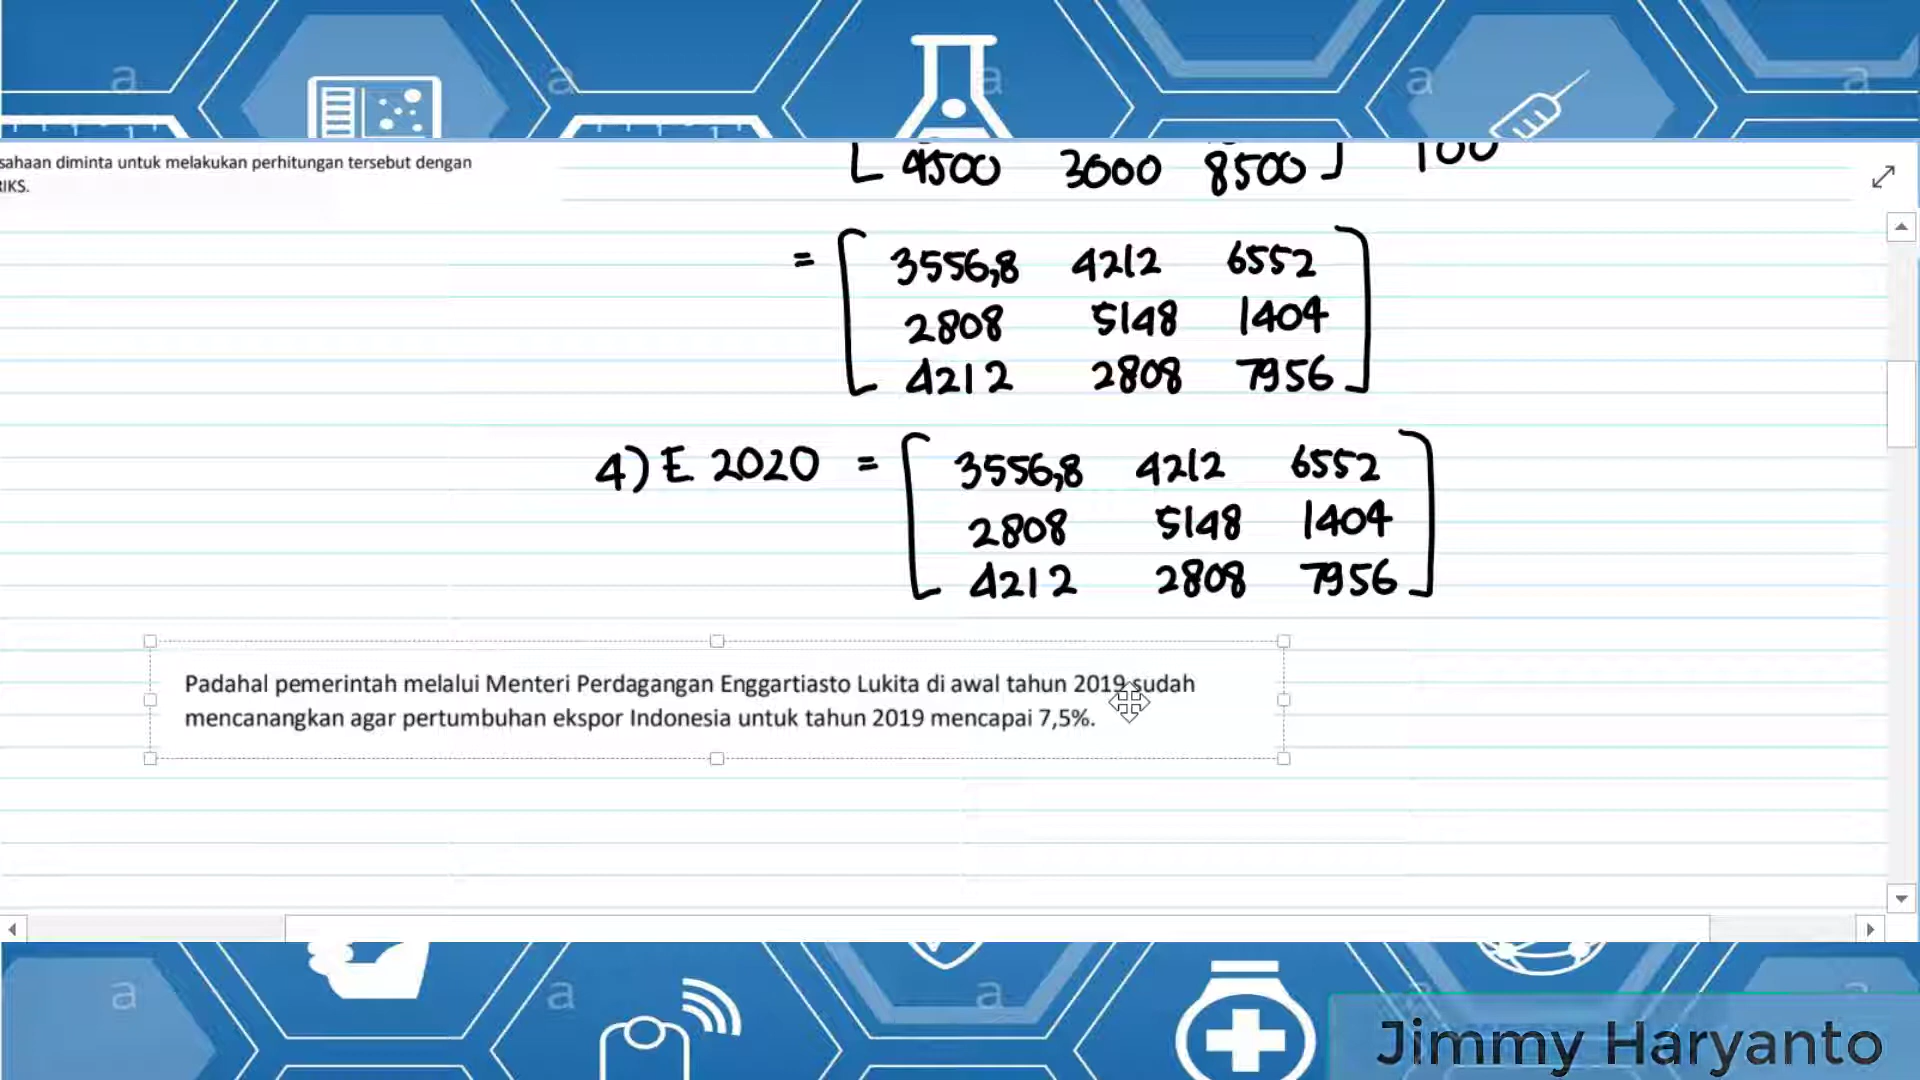 sahaan diminta untuk melakukan perhitungan tersebut dengan
RIKS.
4500 3000 8500 100
= 3556,8 4212 6552
2808 5148 1404
4212 2808 7956
4) E 2020 = 3556,8 4212 6552
2808 5148 1404
4212 2808 7956
Padahal pemerintah melalui Menteri Perdagangan Enggartiasto Lukita di awal tahun 2019 sudah
mencanangkan agar pertumbuhan ekspor Indonesia untuk tahun 2019 mencapai 7,5%.
Jimmy Haryanto